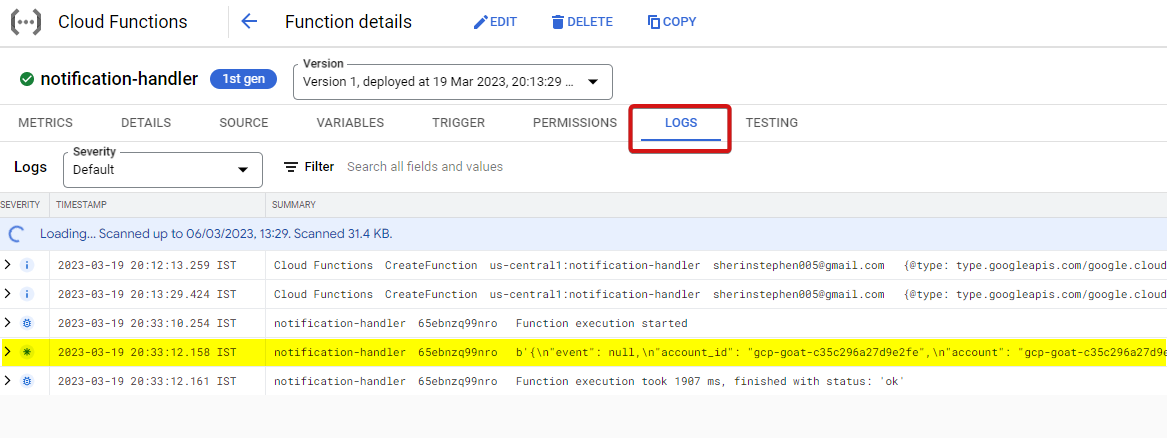 Cloud Functions Function details EDIT DELETE COPY
notification-handler 1st gen Version Version 1, deployed at 19 Mar 2023, 20:13:29 ...
METRICS DETAILS SOURCE VARIABLES TRIGGER PERMISSIONS LOGS TESTING
Logs Severity Default Filter Search all fields and values
SEVERITY TIMESTAMP SUMMARY
Loading... Scanned up to 06/03/2023, 13:29. Scanned 31.4 KB.
i 2023-03-19 20:12:13.259 IST Cloud Functions CreateFunction us-central1:notification-handler sherinstephen005@gmail.com {@type: type.googleapis.com/google.cloud
i 2023-03-19 20:13:29.424 IST Cloud Functions CreateFunction us-central1:notification-handler sherinstephen005@gmail.com {@type: type.googleapis.com/google.cloud
2023-03-19 20:33:10.254 IST notification-handler 65ebnzq99nro Function execution started
2023-03-19 20:33:12.158 IST notification-handler 65ebnzq99nro b'{\n"event": null,\n"account_id": "gcp-goat-c35c296a27d9e2fe",\n"account": "gcp-goat-c35c296a27d9e
2023-03-19 20:33:12.161 IST notification-handler 65ebnzq99nro Function execution took 1907 ms, finished with status: 'ok'